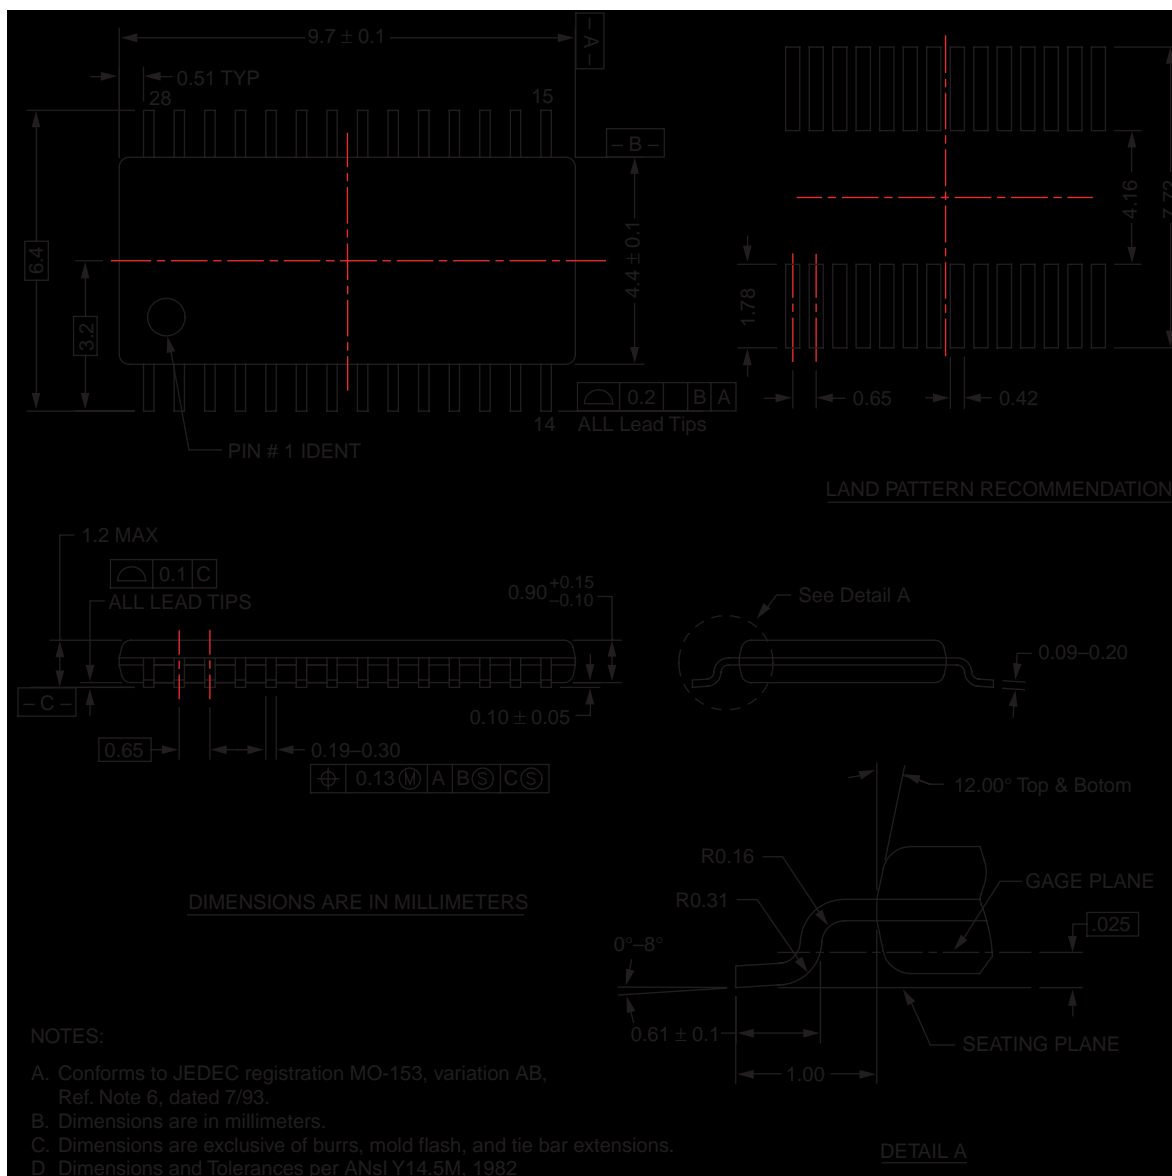 9.7 ± 0.1
– A –
0.51 TYP
28
15
– B –
6.4
3.2
4.4 ± 0.1
0.2 B A
14
ALL Lead Tips
PIN # 1 IDENT
4.16
1.78
0.65
0.42
LAND PATTERN RECOMMENDATION
1.2 MAX
0.1 C
ALL LEAD TIPS
0.90 +0.15 –0.10
See Detail A
0.09–0.20
– C –
0.10 ± 0.05
0.65
0.19–0.30
0.13 Ⓜ A BⓈ CⓈ
12.00° Top & Botom
R0.16
GAGE PLANE
R0.31
.025
DIMENSIONS ARE IN MILLIMETERS
0°–8°
0.61 ± 0.1
SEATING PLANE
1.00
NOTES:
A. Conforms to JEDEC registration MO-153, variation AB,
Ref. Note 6, dated 7/93.
B. Dimensions are in millimeters.
C. Dimensions are exclusive of burrs, mold flash, and tie bar extensions.
D Dimensions and Tolerances per ANsI Y14.5M, 1982
DETAIL A